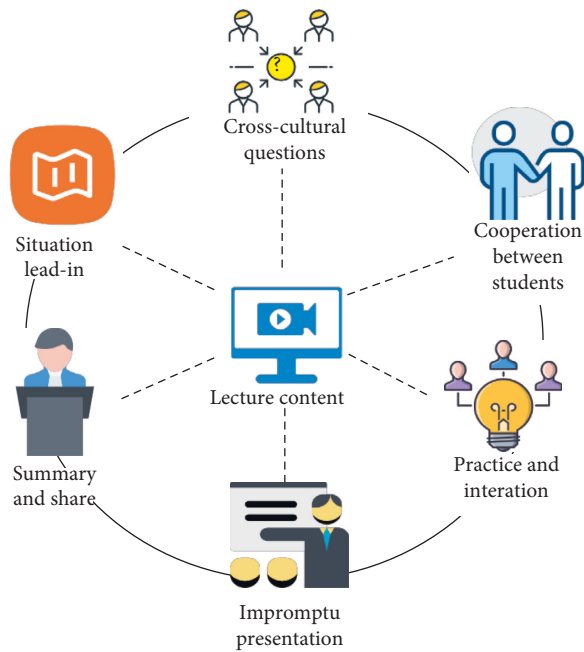 ?
Cross-cultural
questions
Situation
lead-in
Cooperation
between
students
Lecture content
Summary
and share
Practice and
interation
Impromptu
presentation